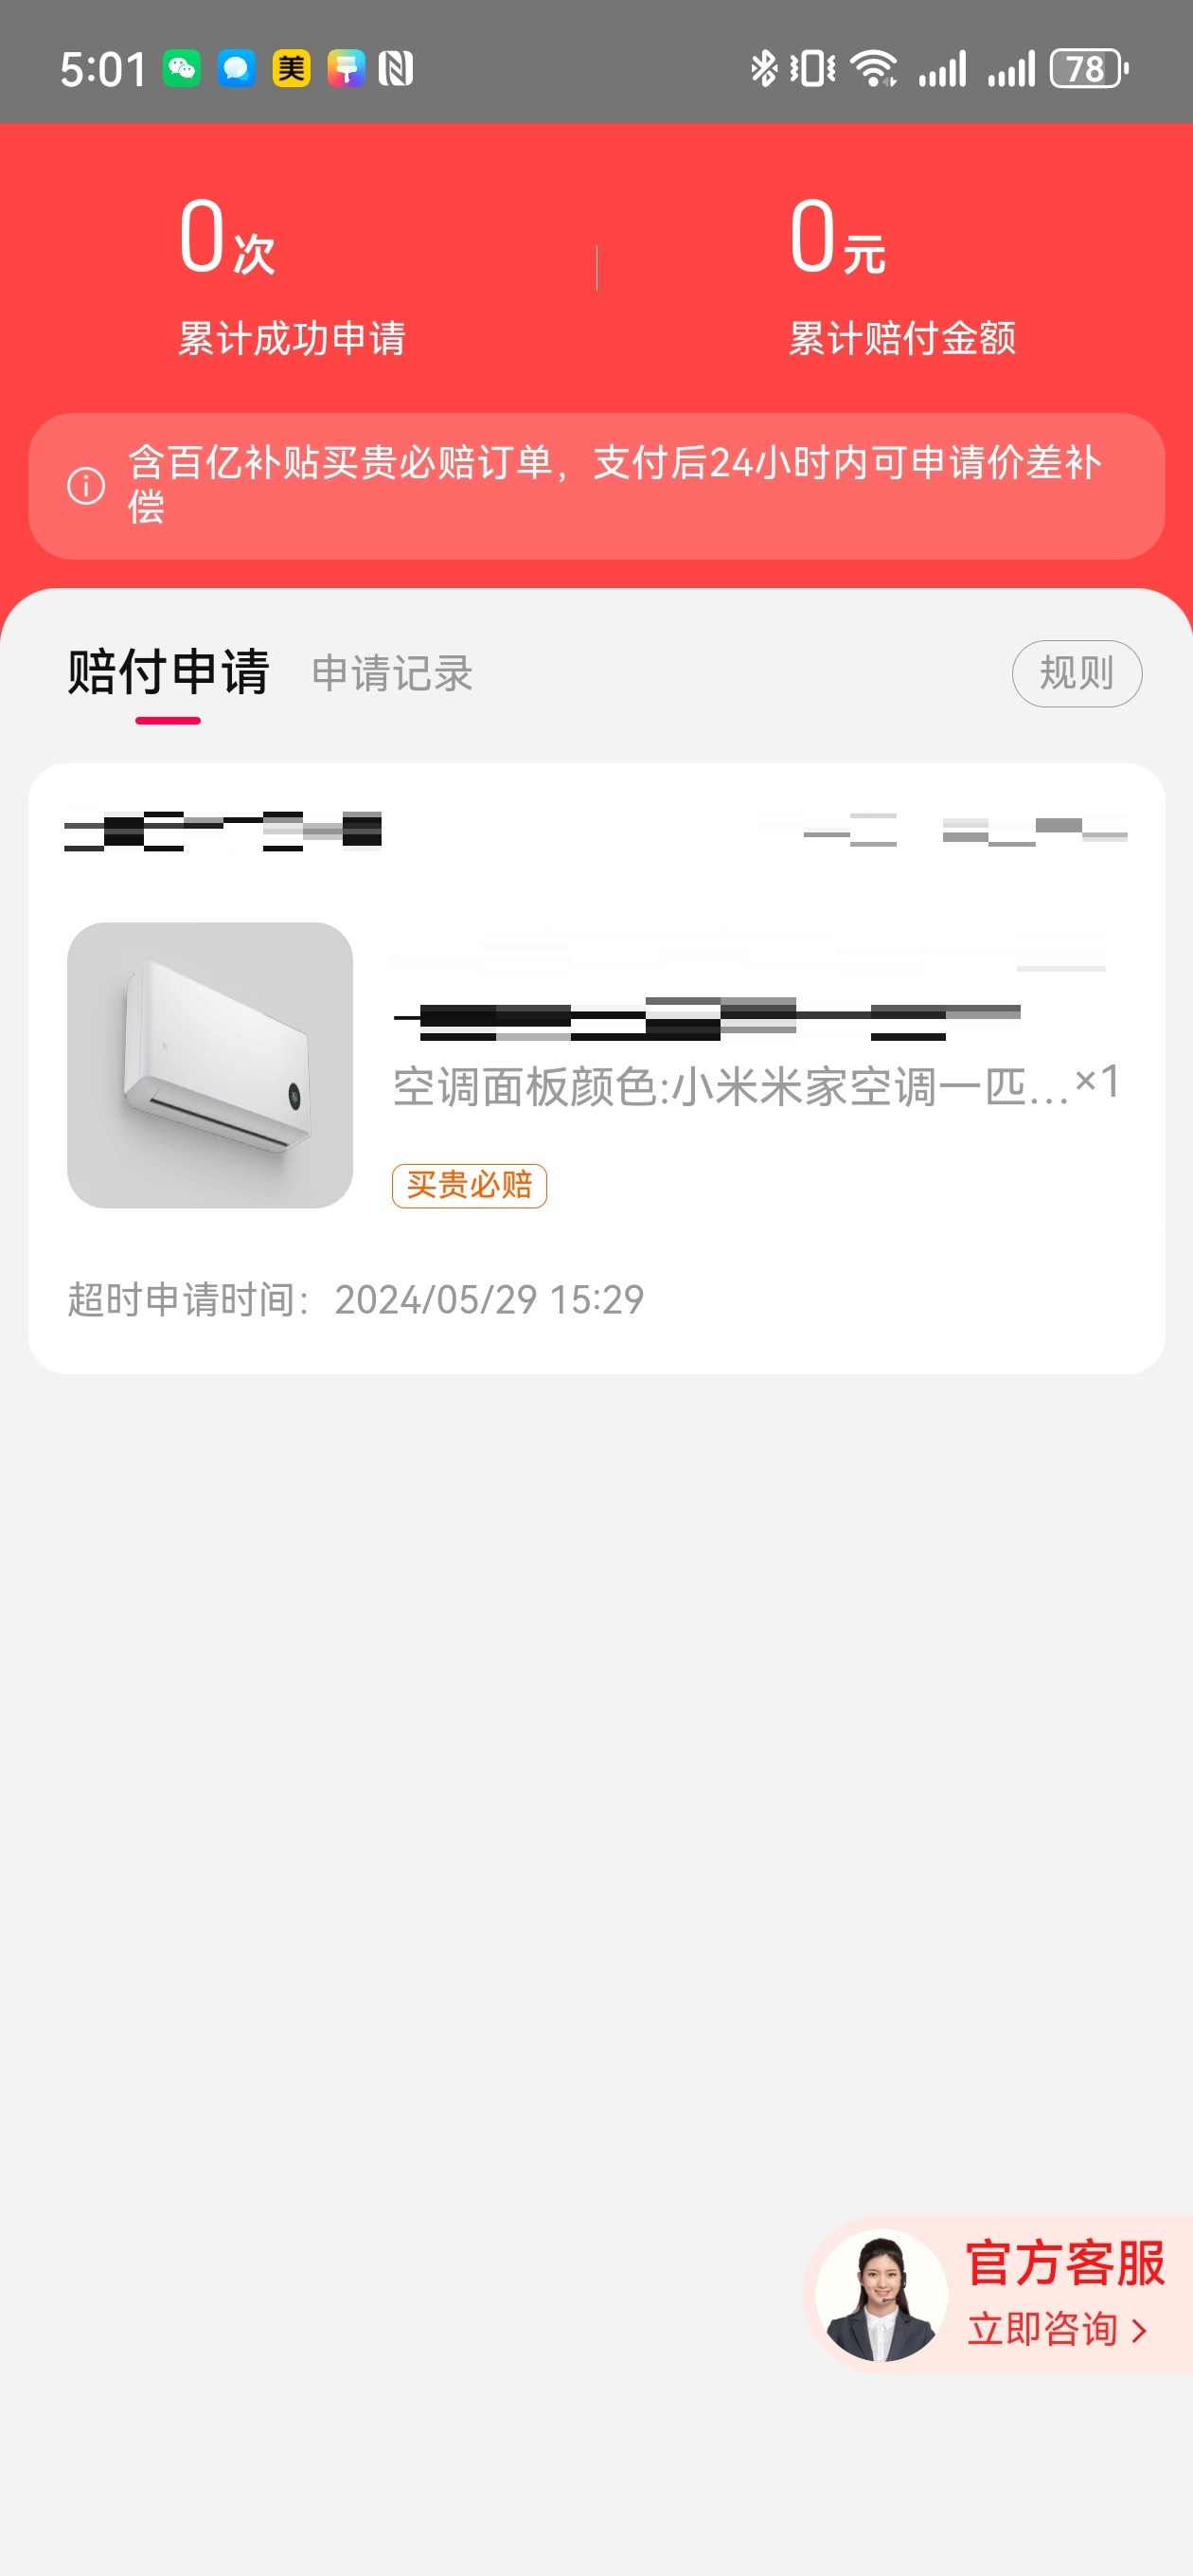 5:01
美
78
0次
0元
累计成功申请
累计赔付金额
含百亿补贴买贵必赔订单，支付后24小时内可申请价差补
偿
赔付申请
申请记录
规则
空调面板颜色:小米米家空调一匹...×1
买贵必赔
超时申请时间：2024/05/29 15:29
官方客服
立即咨询 >